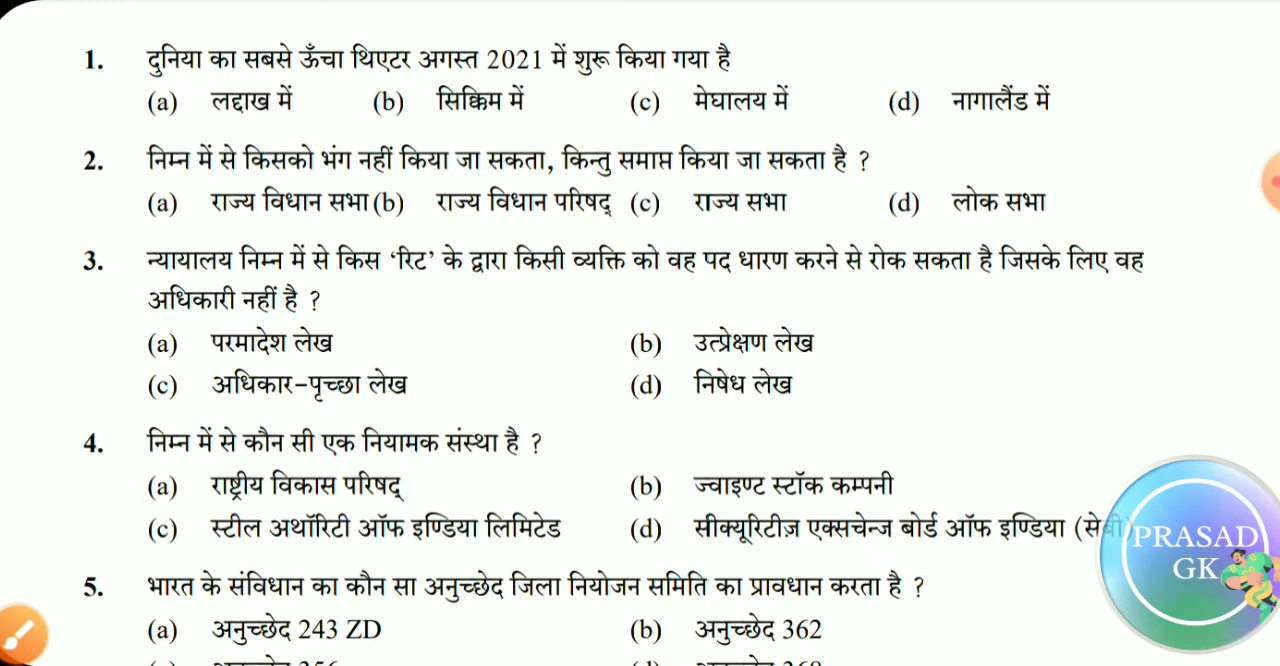 1. दुनिया का सबसे ऊँचा थिएटर अगस्त 2021 में शुरू किया गया है
(a) लद्दाख में (b) सिक्किम में (c) मेघालय में (d) नागालैंड में
2. निम्न में से किसको भंग नहीं किया जा सकता, किन्तु समाप्त किया जा सकता है ?
(a) राज्य विधान सभा (b) राज्य विधान परिषद् (c) राज्य सभा (d) लोक सभा
3. न्यायालय निम्न में से किस ‘रिट’ के द्वारा किसी व्यक्ति को वह पद धारण करने से रोक सकता है जिसके लिए वह
अधिकारी नहीं है ?
(a) परमादेश लेख (b) उत्प्रेक्षण लेख
(c) अधिकार-पृच्छा लेख (d) निषेध लेख
4. निम्न में से कौन सी एक नियामक संस्था है ?
(a) राष्ट्रीय विकास परिषद् (b) ज्वाइण्ट स्टॉक कम्पनी
(c) स्टील अथॉरिटी ऑफ इण्डिया लिमिटेड (d) सीक्यूरिटीज़ एक्सचेन्ज बोर्ड ऑफ इण्डिया (सेबी)
PRASAD
GK
5. भारत के संविधान का कौन सा अनुच्छेद जिला नियोजन समिति का प्रावधान करता है ?
(a) अनुच्छेद 243 ZD (b) अनुच्छेद 362